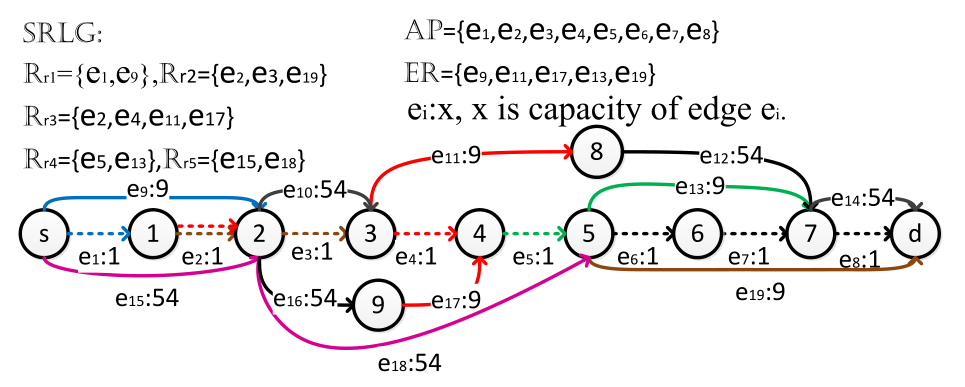 SRLG:
AP={e1,e2,e3,e4,e5,e6,e7,e8}
Rr1={e1,e9},Rr2={e2,e3,e19}
ER={e9,e11,e17,e13,e19}
Rr3={e2,e4,e11,e17}
ei:x, x is capacity of edge ei.
Rr4={e5,e13},Rr5={e15,e18}
e11:9
8
e12:54
e9:9
e10:54
e13:9
e14:54
s
1
2
3
4
5
6
7
d
e1:1
e2:1
e3:1
e4:1
e5:1
e6:1
e7:1
e8:1
e15:54
e16:54
9
e17:9
e19:9
e18:54